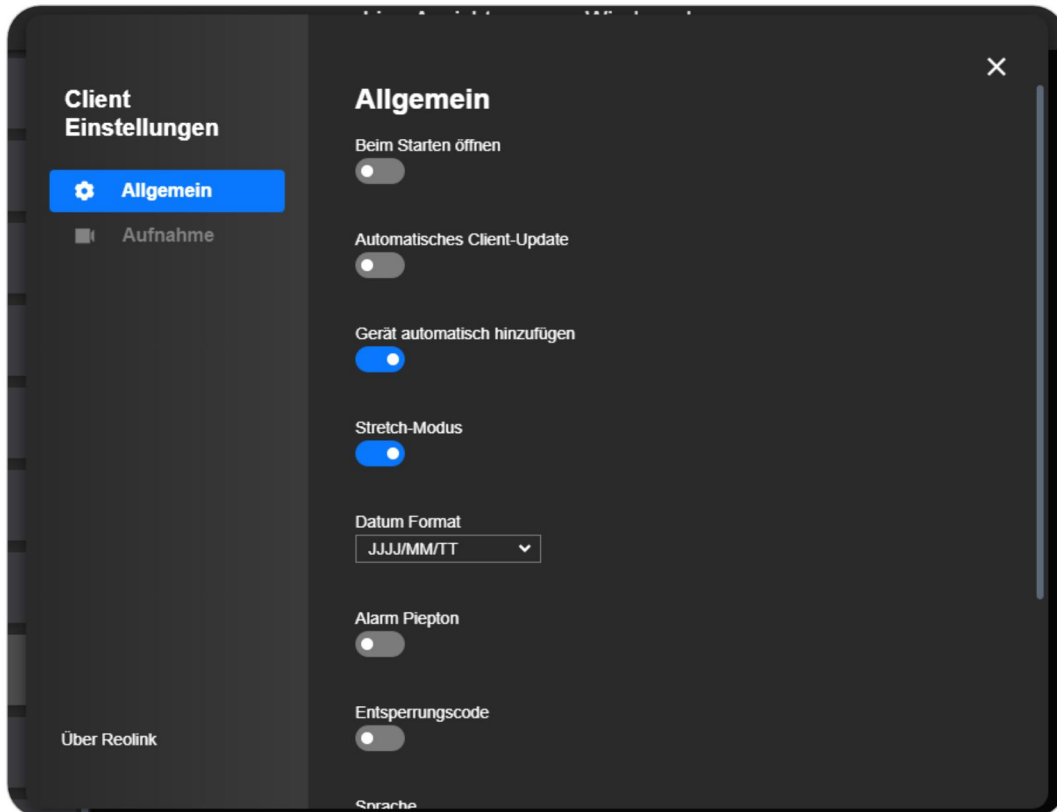 Client
Einstellungen
Allgemein
Aufnahme
Über Reolink
Allgemein
Beim Starten öffnen
Automatisches Client-Update
Gerät automatisch hinzufügen
Stretch-Modus
Datum Format
JJJJ/MM/TT
Alarm Piepton
Entsperrungscode
Sprache